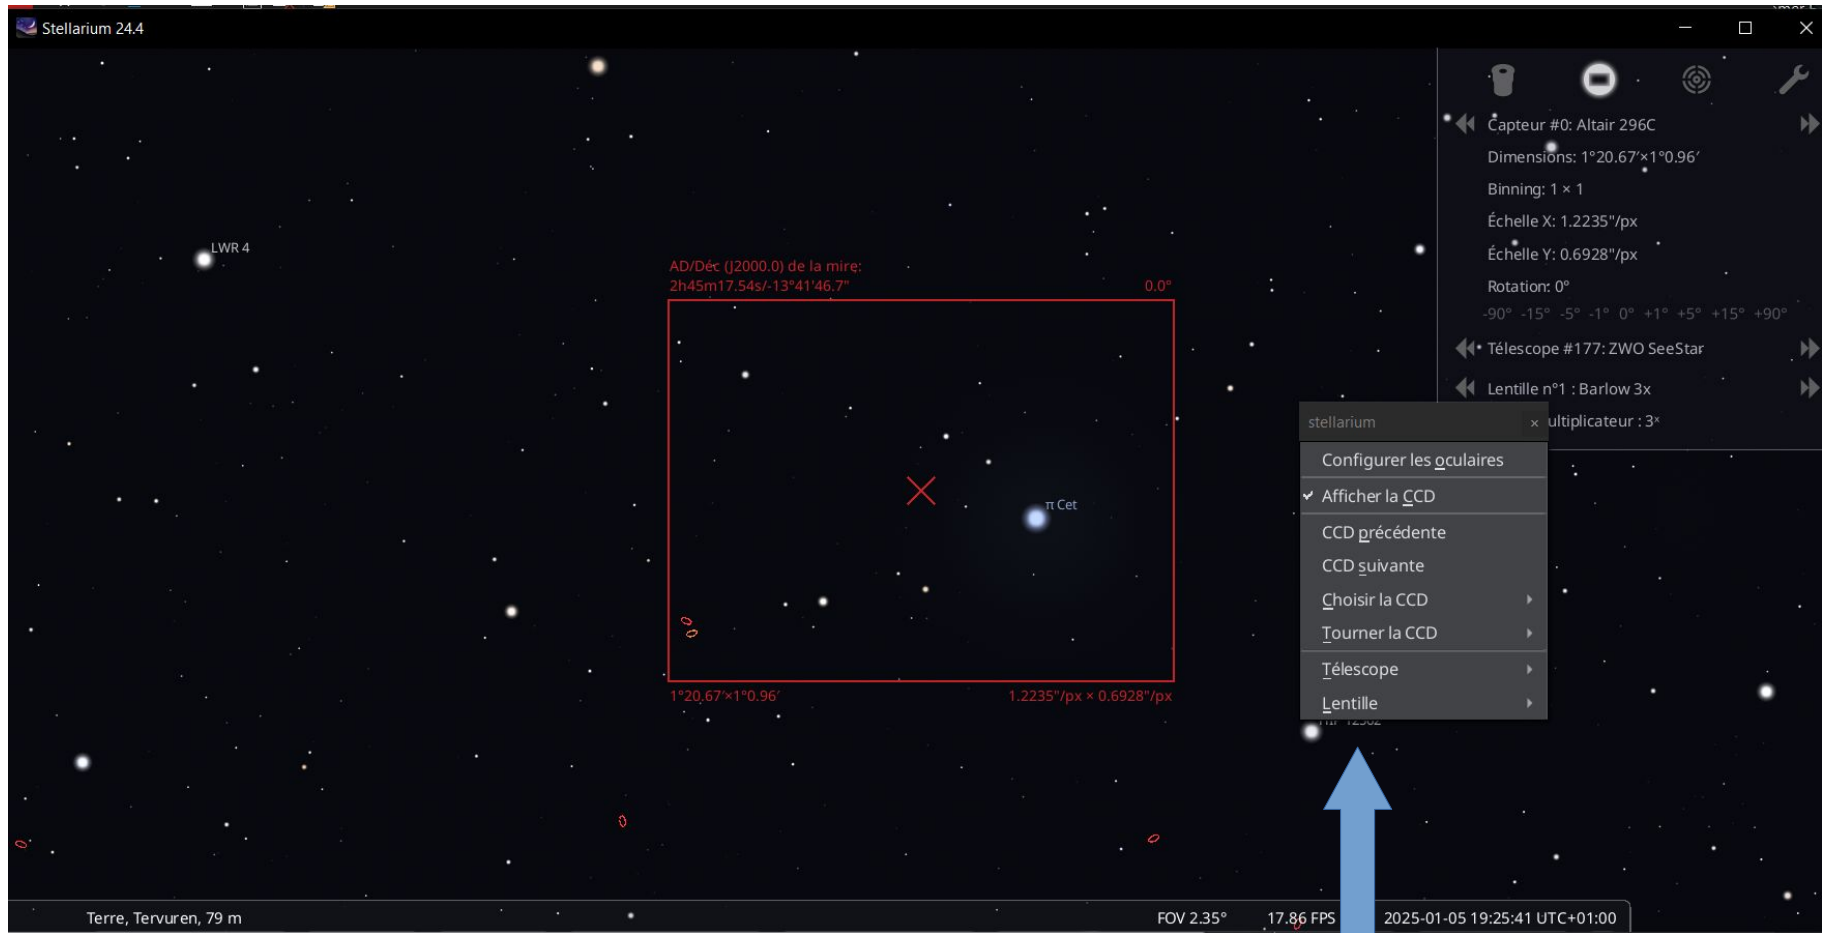 Stellarium 24.4
Capteur #0: Altair 296C
Dimensions: 1°20.67′×1°0.96′
Binning: 1 × 1
Échelle X: 1.2235"/px
Échelle Y: 0.6928"/px
Rotation: 0°
-90° -15° -5° -1° 0° +1° +5° +15° +90°
Télescope #177: ZWO SeeStar
Lentille n°1 : Barlow 3x
ultiplicateur : 3×
LWR 4
AD/Déc (J2000.0) de la mire:
2h45m17.54s/-13°41'46.7"
0.0°
π Cet
1°20.67′×1°0.96′
1.2235"/px × 0.6928"/px
stellarium
×
Configurer les oculaires
Afficher la CCD
CCD précédente
CCD suivante
Choisir la CCD
Tourner la CCD
Télescope
Lentille
Terre, Tervuren, 79 m
FOV 2.35°
17.86 FPS
2025-01-05 19:25:41 UTC+01:00